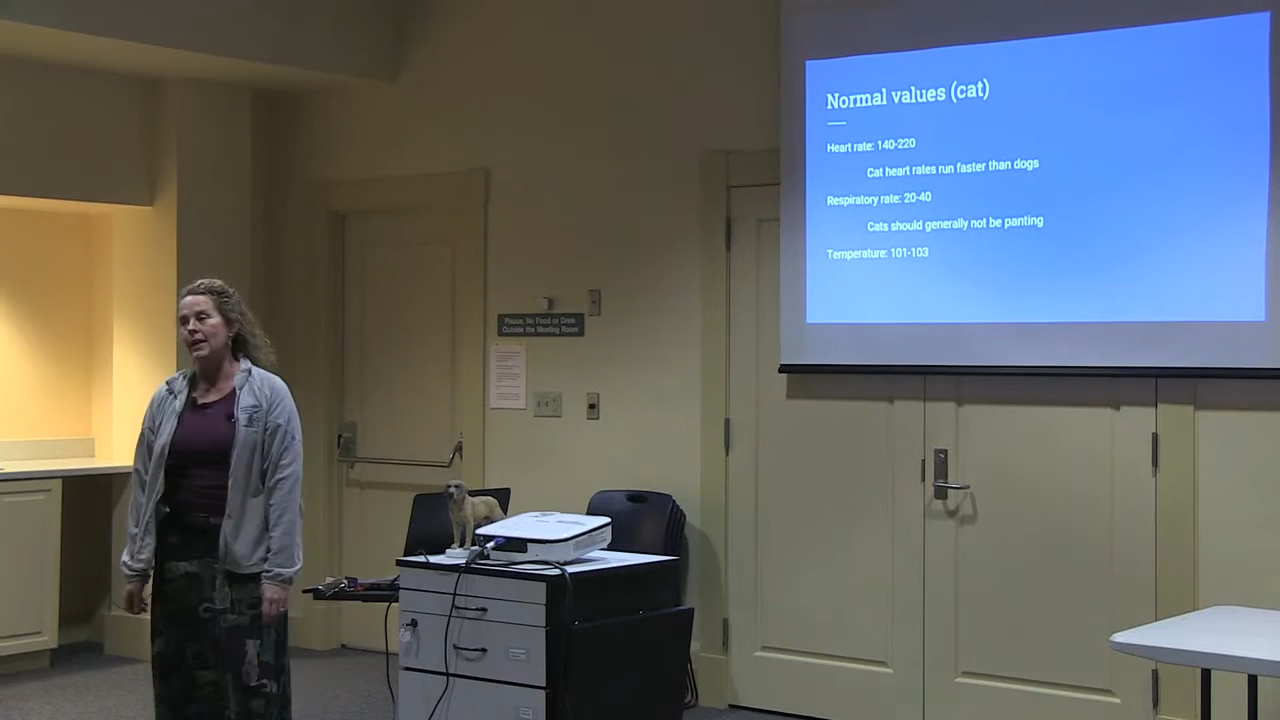 Normal values (cat)
Heart rate: 140-220
Cat heart rates run faster than dogs
Respiratory rate: 20-40
Cats should generally not be panting
Temperature: 101-103
Please, No Food or Drink
Outside the Meeting Room